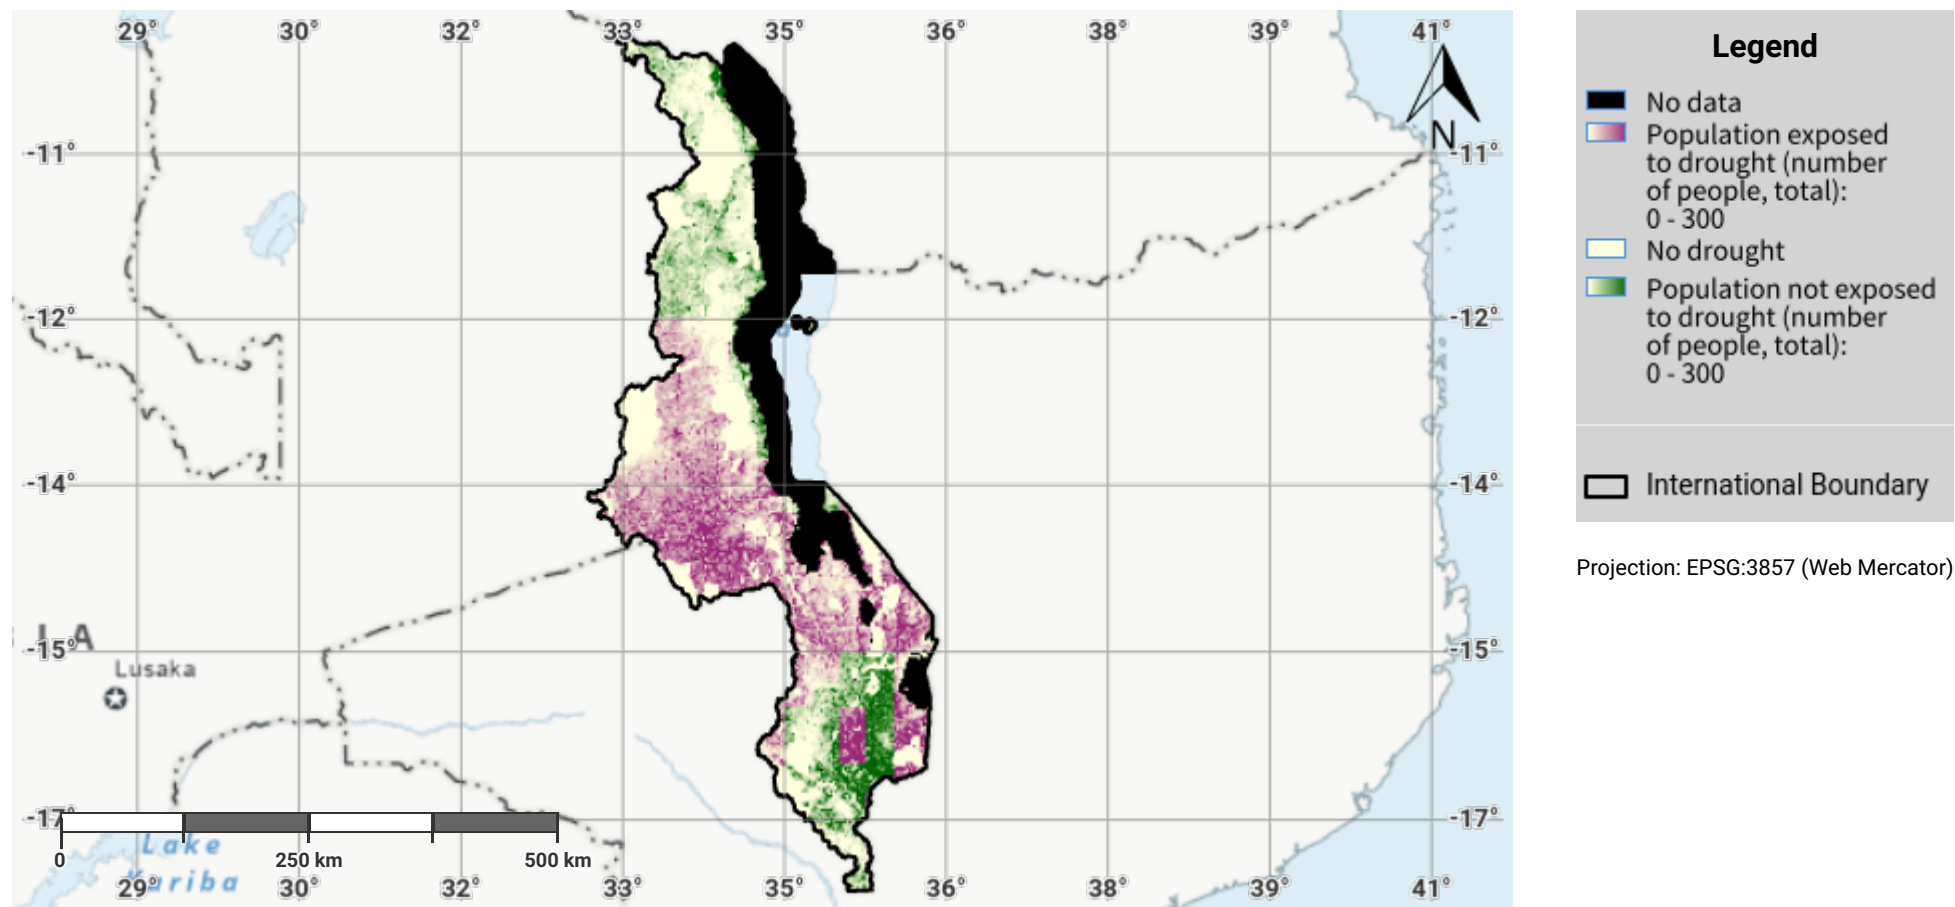 29° 30° 32° 33° 35° 36° 38° 39° 41°
N
-11° -11°
-12° -12°
-14° -14°
-15° -15°
LA
Lusaka
-17° -17°
0 250 km 500 km
Lake
Kariba
29° 30° 32° 33° 35° 36° 38° 39° 41°
Legend
No data
Population exposed
to drought (number
of people, total):
0 - 300
No drought
Population not exposed
to drought (number
of people, total):
0 - 300
International Boundary
Projection: EPSG:3857 (Web Mercator)